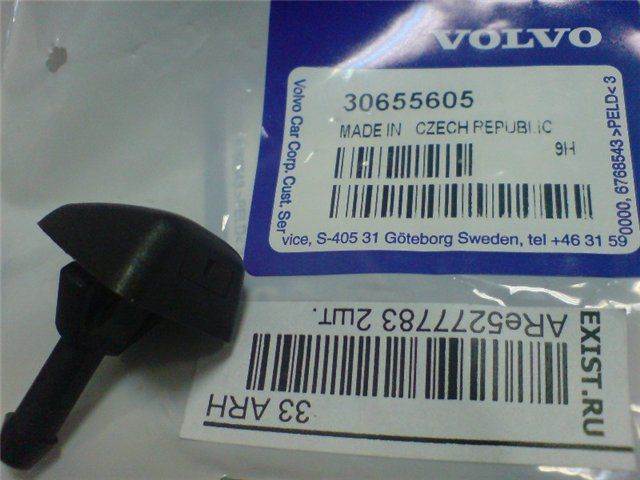 VOLVO
30655605
MADE IN CZECH REPUBLIC
9H
Volvo Car Corp. Cust. Service, S-405 31 Göteborg Sweden, tel +46 31 59 0000, 6768543 >PELD< 3
EXIST.RU
ARe5277783 2шт.
33 ARH